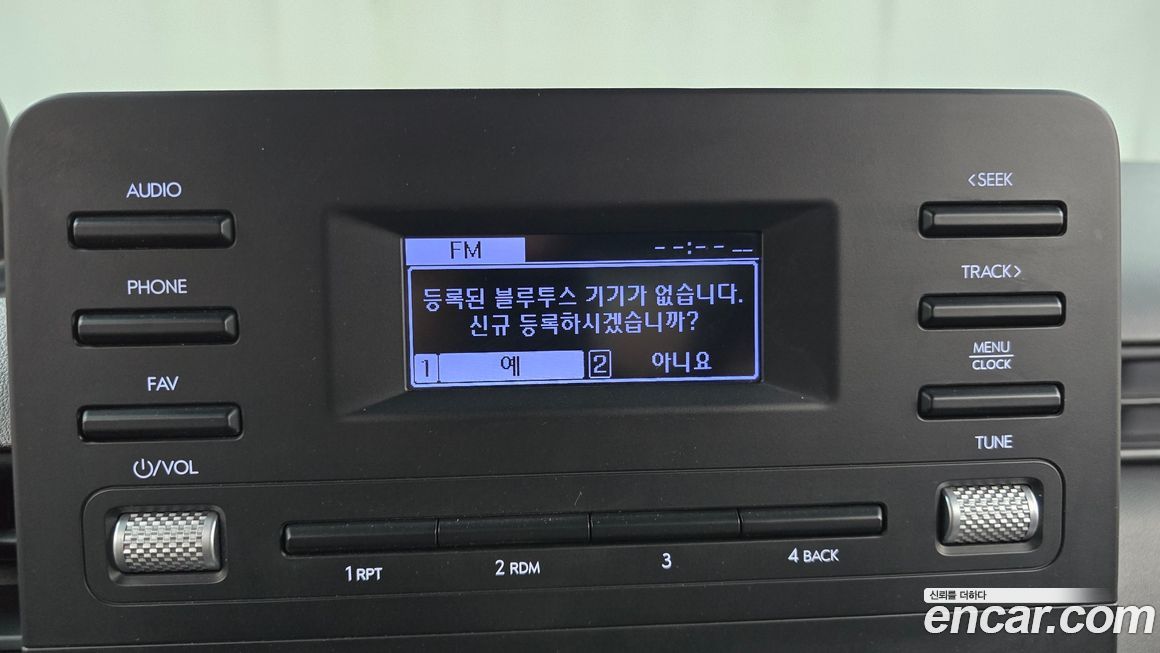 AUDIO
PHONE
FAV
⏻/VOL
FM
--:-- __
등록된 블루투스 기기가 없습니다.
신규 등록하시겠습니까?
1 예 2 아니요
<SEEK
TRACK>
MENU
CLOCK
TUNE
1 RPT
2 RDM
3
4 BACK
신뢰를 더하다
encar.com